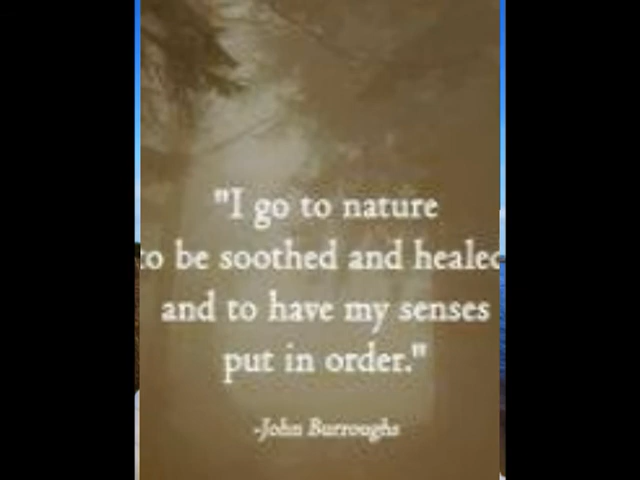 "I go to nature
to be soothed and healed
and to have my senses
put in order."
-John Burroughs